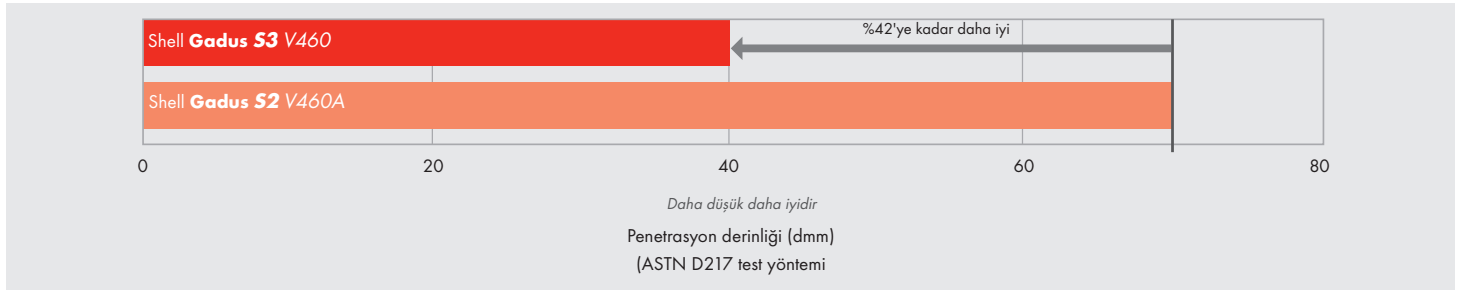 Shell Gadus S3 V460
%42'ye kadar daha iyi
Shell Gadus S2 V460A
0 20 40 60 80
Daha düşük daha iyidir
Penetrasyon derinliği (dmm)
(ASTN D217 test yöntemi